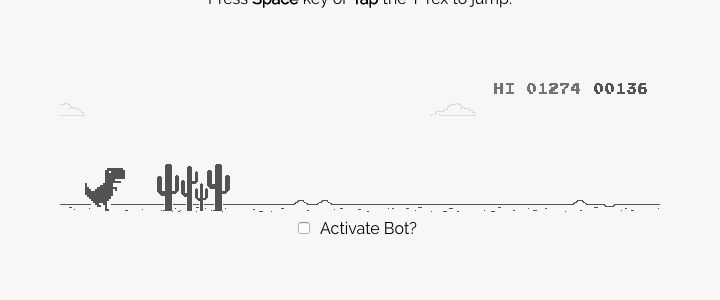 Press Space key or Tap the T-rex to jump.
HI 01274 00136
Activate Bot?